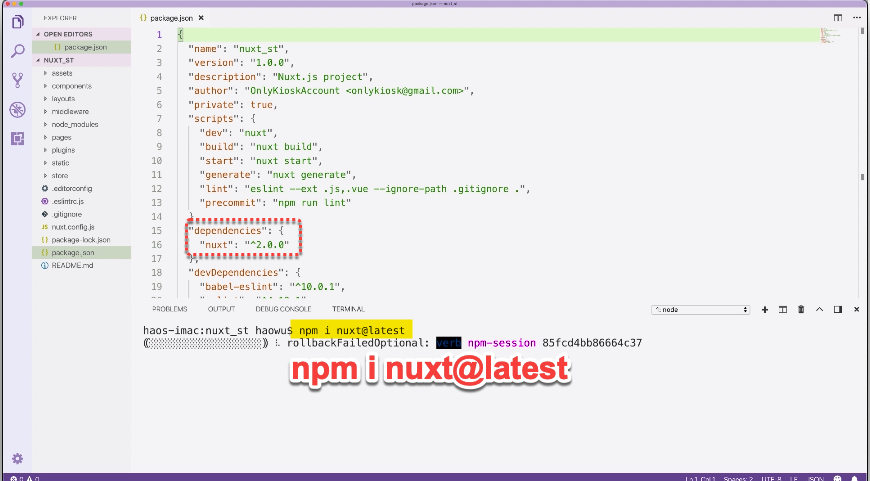 package.json — nuxt_st
EXPLORER
OPEN EDITORS
{} package.json
NUXT_ST
assets
components
layouts
middleware
node_modules
pages
plugins
static
store
.editorconfig
.eslintrc.js
.gitignore
JS nuxt.config.js
{} package-lock.json
{} package.json
README.md
{} package.json ×
1 {
2 "name": "nuxt_st",
3 "version": "1.0.0",
4 "description": "Nuxt.js project",
5 "author": "OnlyKioskAccount <onlykiosk@gmail.com>",
6 "private": true,
7 "scripts": {
8 "dev": "nuxt",
9 "build": "nuxt build",
10 "start": "nuxt start",
11 "generate": "nuxt generate",
12 "lint": "eslint --ext .js,.vue --ignore-path .gitignore .",
13 "precommit": "npm run lint"
14 }
15 "dependencies": {
16 "nuxt": "^2.0.0"
17 },
18 "devDependencies": {
19 "babel-eslint": "^10.0.1",
PROBLEMS OUTPUT DEBUG CONSOLE TERMINAL 1: node
haos-imac:nuxt_st haowu$ npm i nuxt@latest
rollbackFailedOptional: verb npm-session 85fcd4bb86664c37
npm i nuxt@latest
0 0 Ln 1, Col 1 Spaces: 2 UTF-8 LF JSON